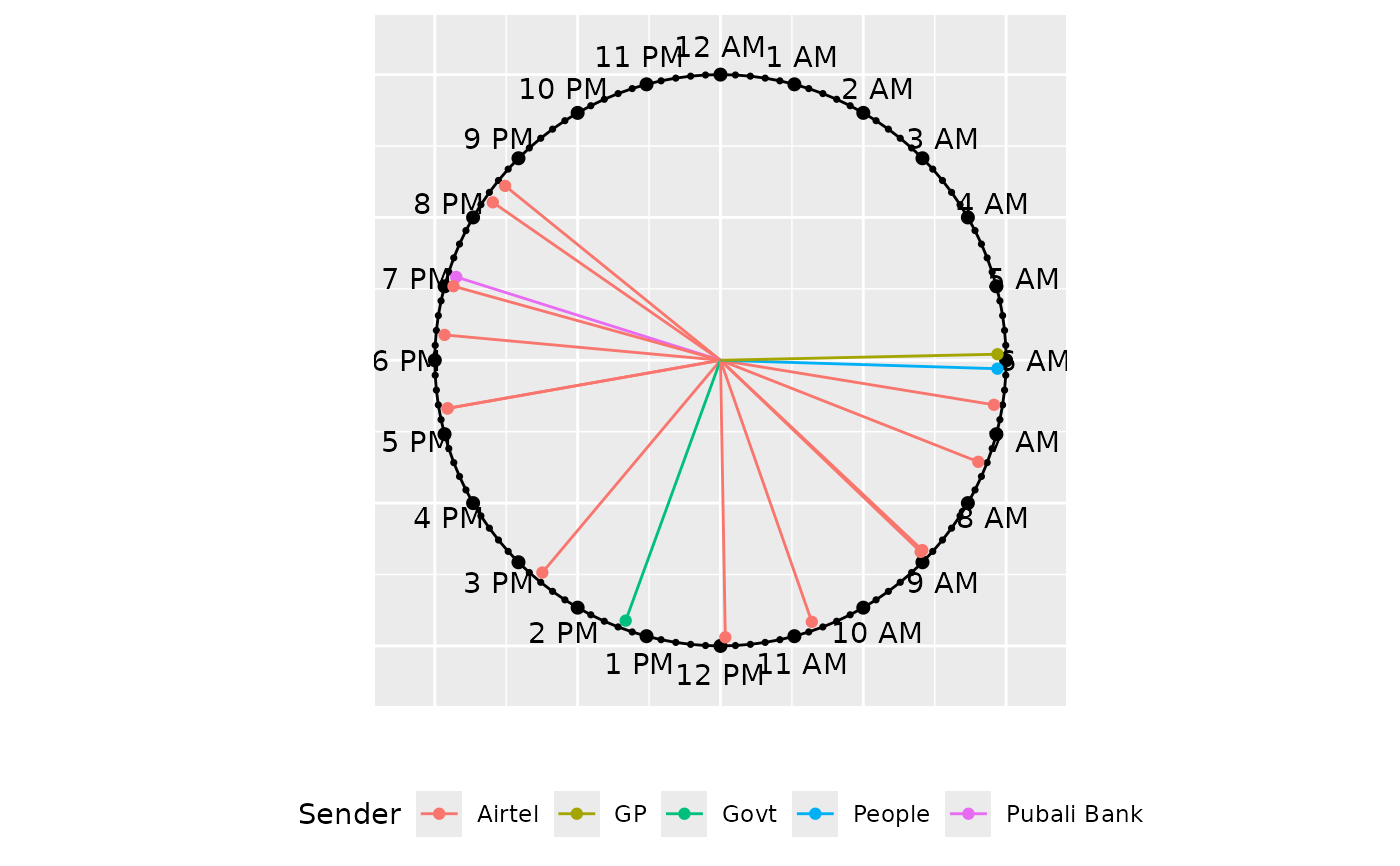 12 AM
11 PM
1 AM
10 PM
2 AM
9 PM
3 AM
8 PM
4 AM
7 PM
5 AM
6 PM
6 AM
5 PM
AM
4 PM
8 AM
3 PM
9 AM
2 PM
10 AM
1 PM
11 AM
12 PM
Sender Airtel GP Govt People Pubali Bank